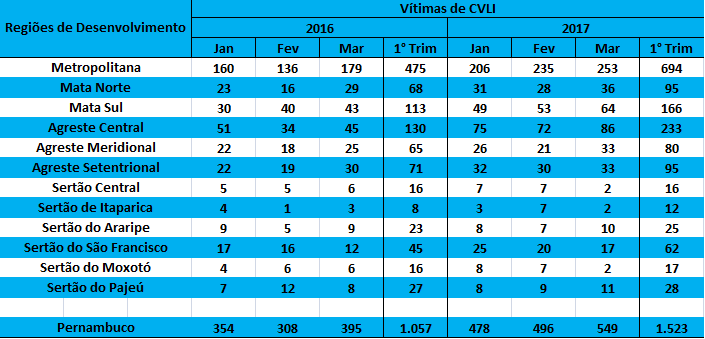 Regiões de Desenvolvimento Vítimas de CVLI
2016 2017
Jan Fev Mar 1° Trim Jan Fev Mar 1° Trim
Metropolitana 160 136 179 475 206 235 253 694
Mata Norte 23 16 29 68 31 28 36 95
Mata Sul 30 40 43 113 49 53 64 166
Agreste Central 51 34 45 130 75 72 86 233
Agreste Meridional 22 18 25 65 26 21 33 80
Agreste Setentrional 22 19 30 71 32 30 33 95
Sertão Central 5 5 6 16 7 7 2 16
Sertão de Itaparica 4 1 3 8 3 7 2 12
Sertão do Araripe 9 5 9 23 8 7 10 25
Sertão do São Francisco 17 16 12 45 25 20 17 62
Sertão do Moxotó 4 6 6 16 8 7 2 17
Sertão do Pajeú 7 12 8 27 8 9 11 28
Pernambuco 354 308 395 1.057 478 496 549 1.523